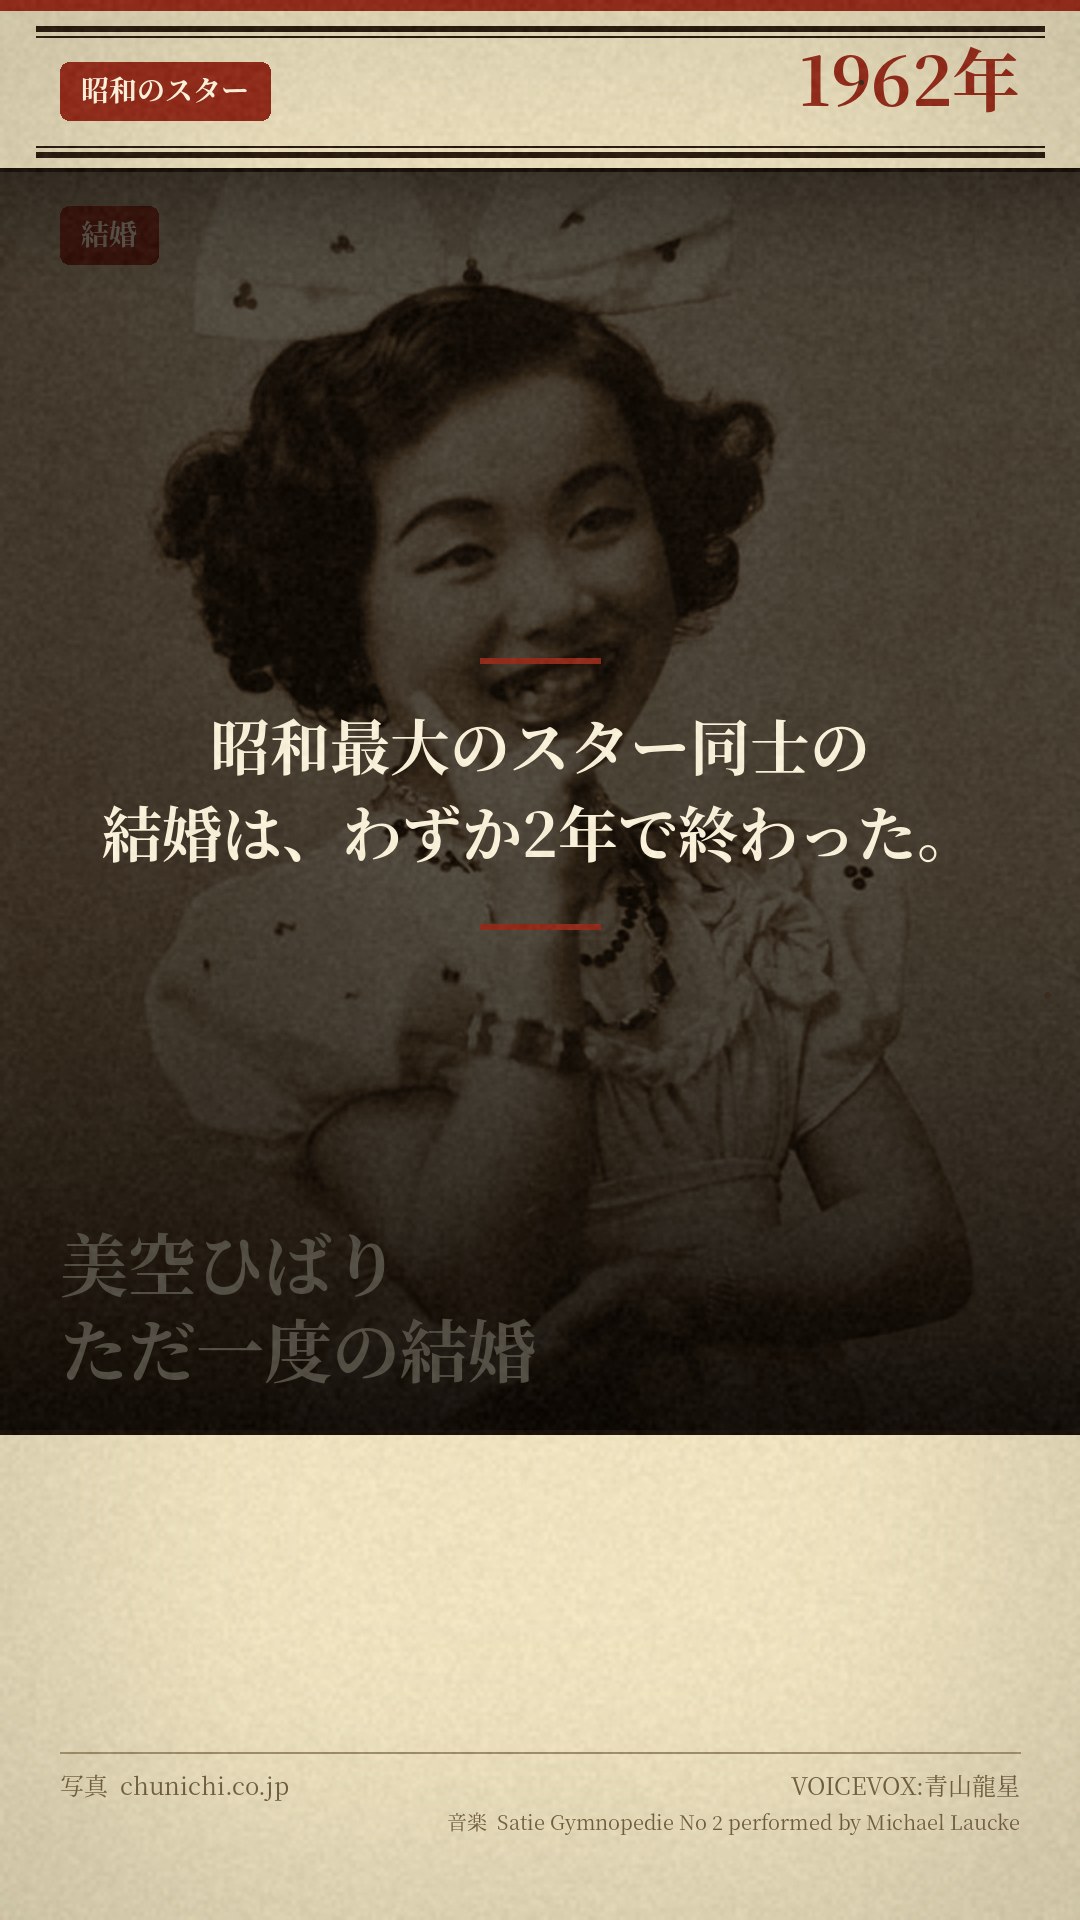 昭和のスター
1962年
結婚
昭和最大のスター同士の
結婚は、わずか2年で終わった。
美空ひばり
ただ一度の結婚
写真 chunichi.co.jp
VOICEVOX:青山龍星
音楽 Satie Gymnopedie No 2 performed by Michael Laucke